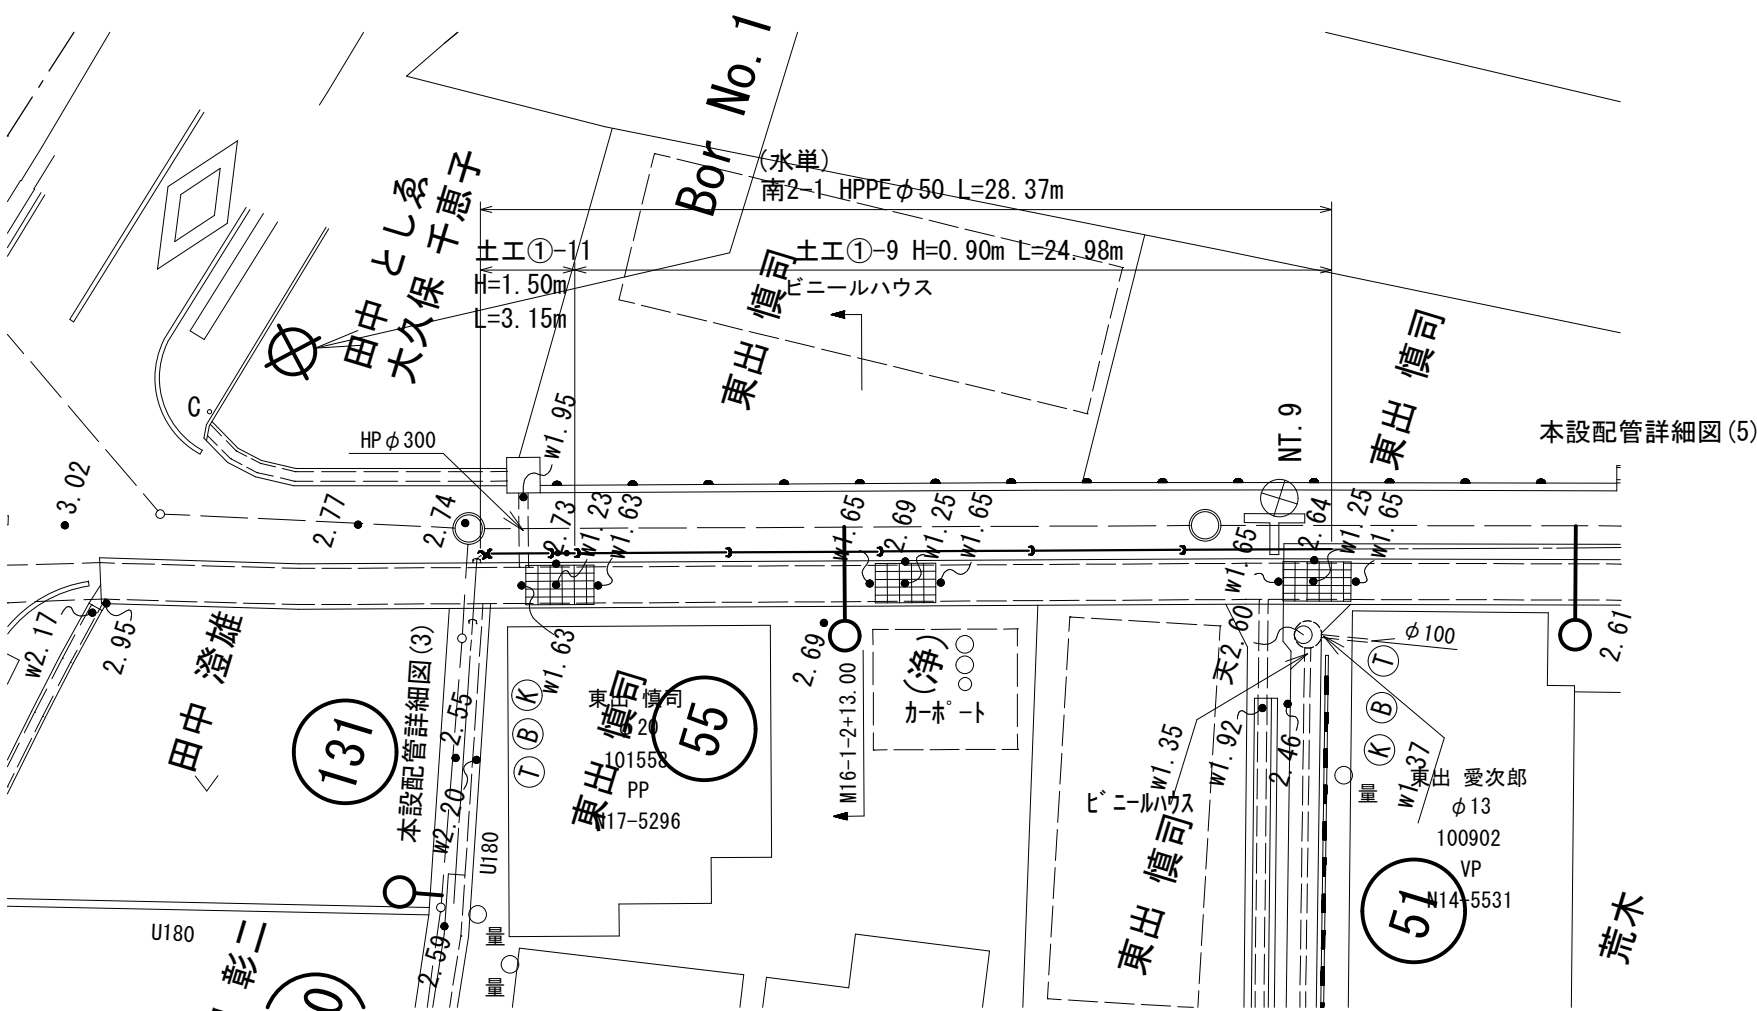 Bor No. 1
(水単)
南2-1 HPPEφ50 L=28.37m
土工①-11
H=1.50m
L=3.15m
土工①-9 H=0.90m L=24.98m
ビニールハウス
田中 としゑ
大久保 千恵子
東出 慎司
東出 慎司
本設配管詳細図(5)
NT.9
C
HPφ300
w1.95
3.02
2.77
2.74
2.73
w1.23
w1.63
w1.65
2.69
w1.25
w1.65
w1.65
2.64
w1.25
w1.65
w2.17
2.95
w1.63
2.69
天2.60
φ100
2.61
田中 澄雄
131
本設配管詳細図(3)
2.55
w2.20
U180
K
B
T
東出 慎司
φ20
101558
PP
N17-5296
東出 慎司
55
M16-1-2+13.00
(浄)
カーポート
ビニールハウス
東出 慎司
w1.35
w1.92
2.46
T
B
K
w1.37
量
東出 愛次郎
φ13
100902
VP
N14-5531
51
荒木
U180
彰二
2.59
量
量